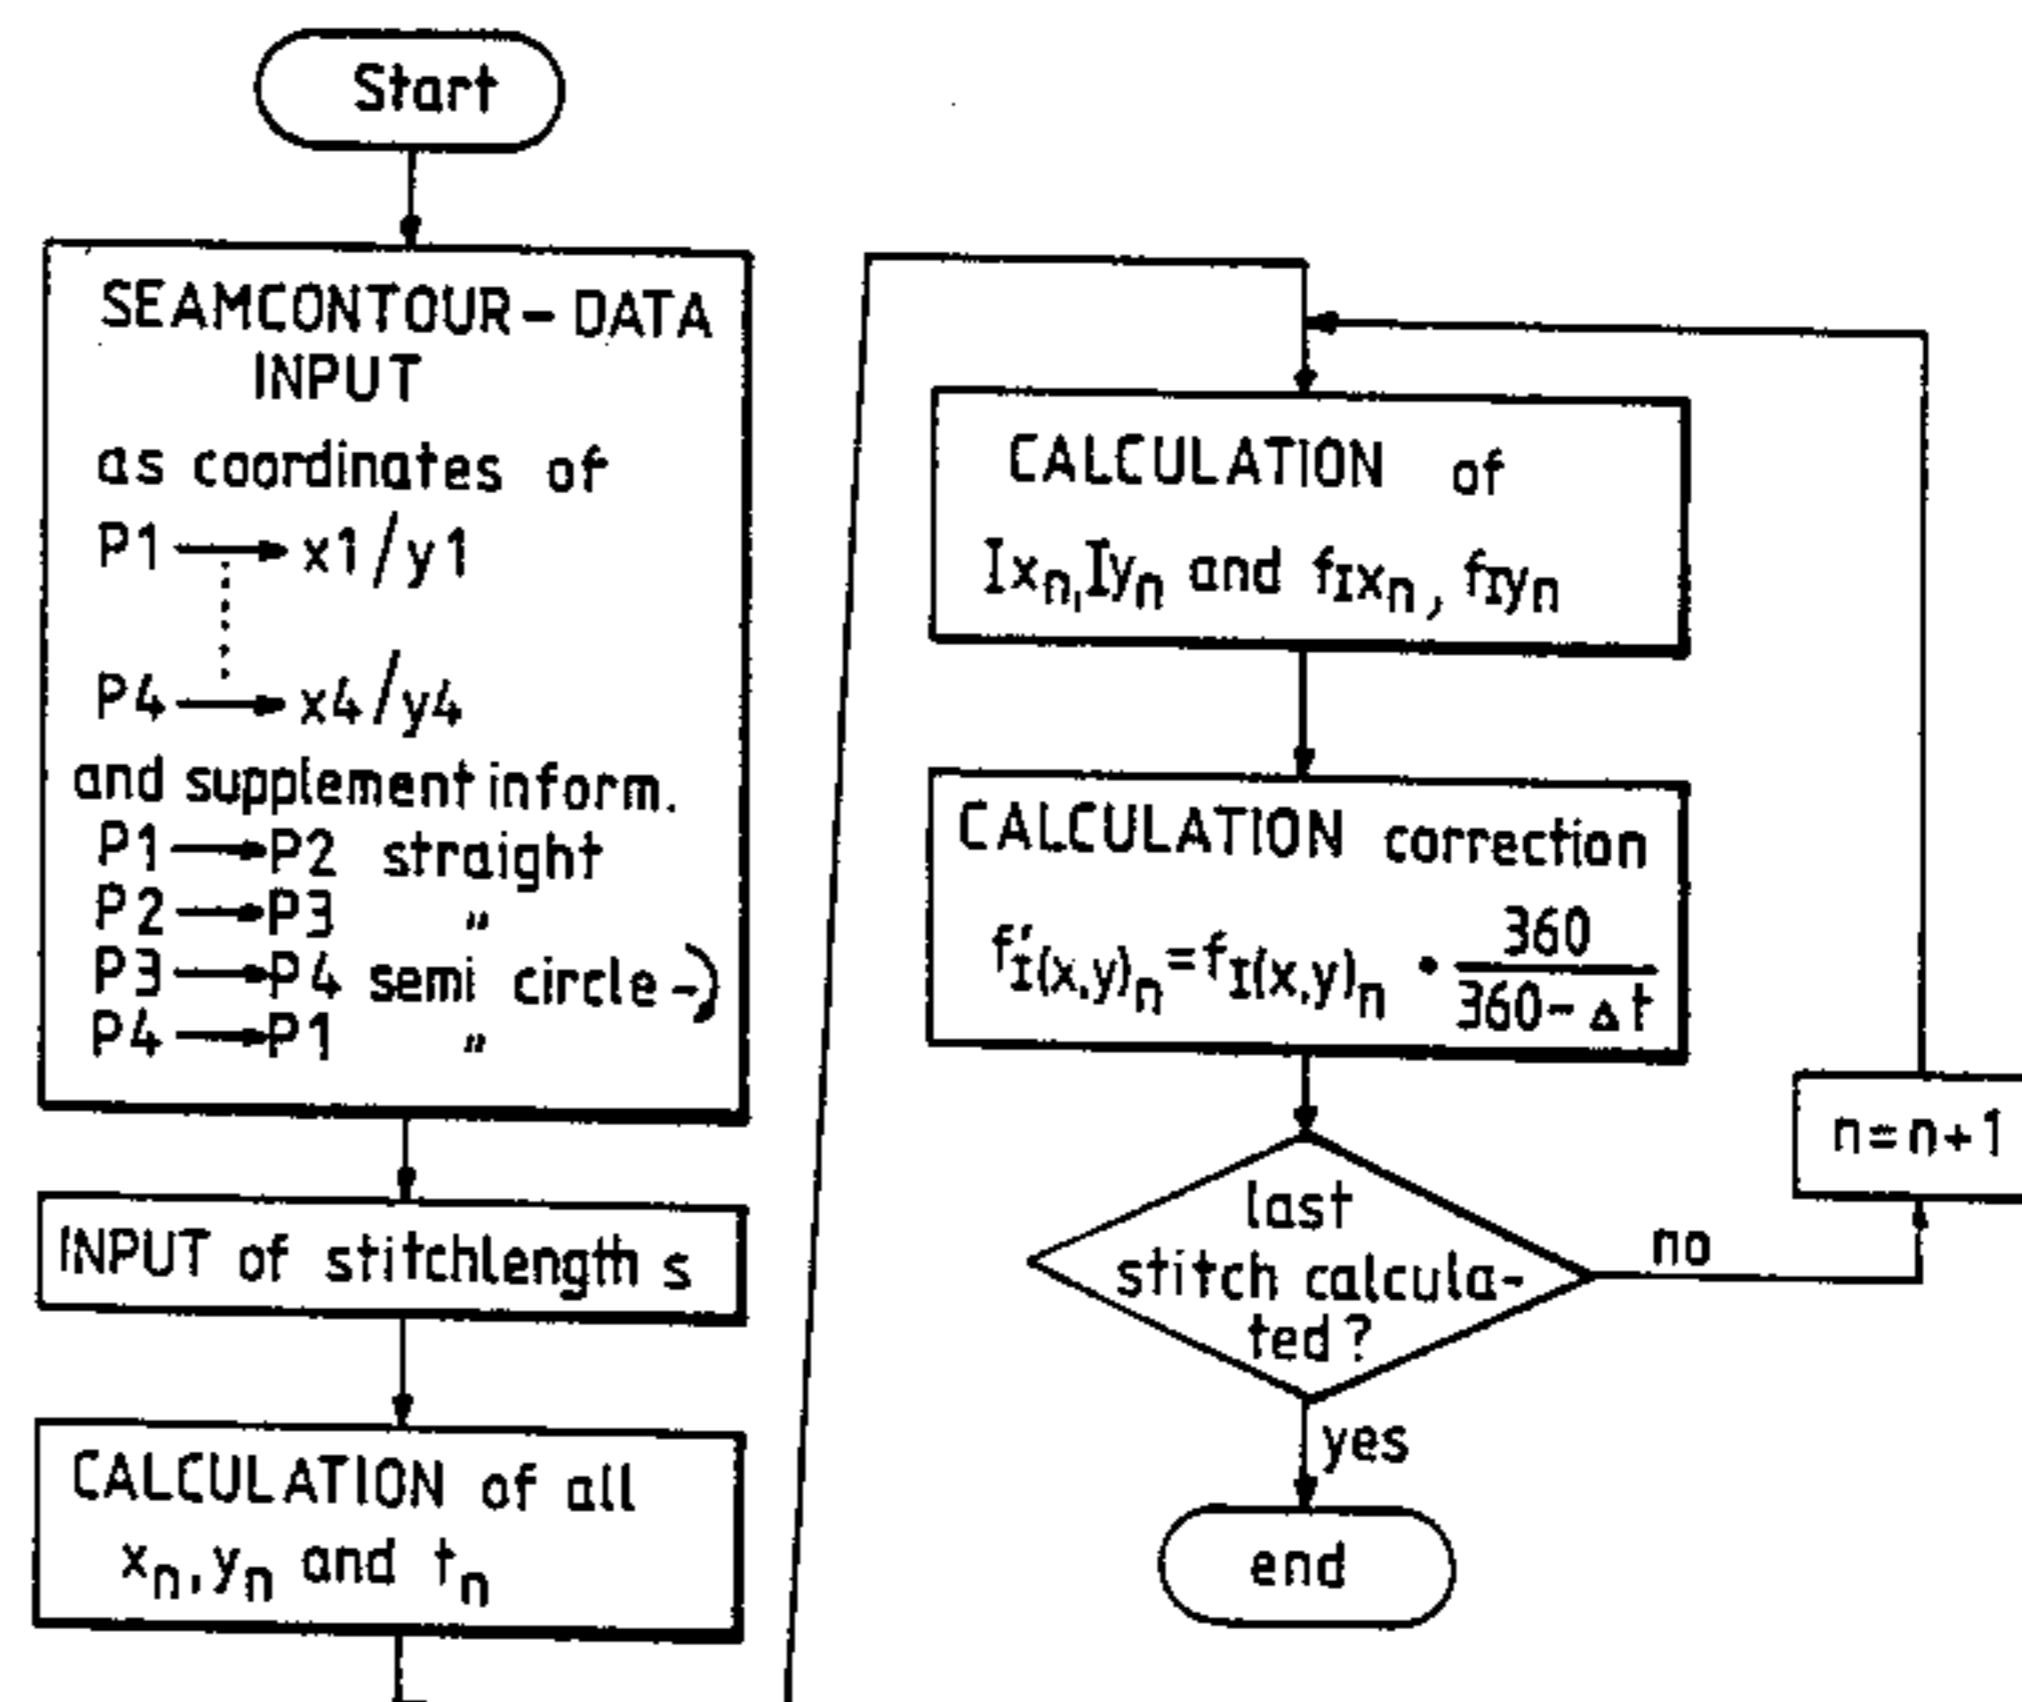 Start
SEAMCONTOUR-DATA
INPUT
as coordinates of
P1 → x1/y1
P4 → x4/y4
and supplement inform.
P1 → P2 straight
P2 → P3 "
P3 → P4 semi circle-)
P4 → P1 "
INPUT of stitchlength s
CALCULATION of all
xn, yn and tn
CALCULATION of
Ixn, Iyn and fIxn, fIyn
CALCULATION correction
f'I(x,y)n = fI(x,y)n • 360
360-Δt
last
stitch calcula-
ted?
no
n=n+1
yes
end